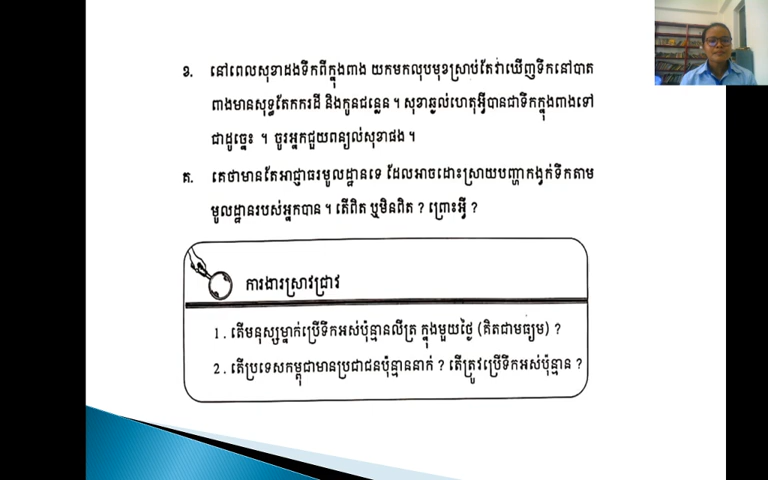 ខ. នៅពេលសុខាដងទឹកពីក្នុងពាង យកមកលុបមុខស្រាប់តែវាឃើញទឹកនៅបាត
ពាងមានសុទ្ធតែកករដី និងកូនជន្លេន ។ សុខាឆ្ងល់ហេតុអ្វីបានជាទឹកក្នុងពាងទៅ
ជាដូច្នេះ ។ ចូរអ្នកជួយពន្យល់សុខាផង ។
គ. គេថាមានតែអាជ្ញាធរមូលដ្ឋានទេ ដែលអាចដោះស្រាយបញ្ហាកង្វក់ទឹកតាម
មូលដ្ឋានរបស់អ្នកបាន ។ តើពិត ឬមិនពិត ? ព្រោះអ្វី ?
ការងារស្រាវជ្រាវ
1 . តើមនុស្សម្នាក់ប្រើទឹកអស់ប៉ុន្មានលីត្រ ក្នុងមួយថ្ងៃ (គិតជាមធ្យម) ?
2 . តើប្រទេសកម្ពុជាមានប្រជាជនប៉ុន្មាននាក់ ? តើត្រូវប្រើទឹកអស់ប៉ុន្មាន ?